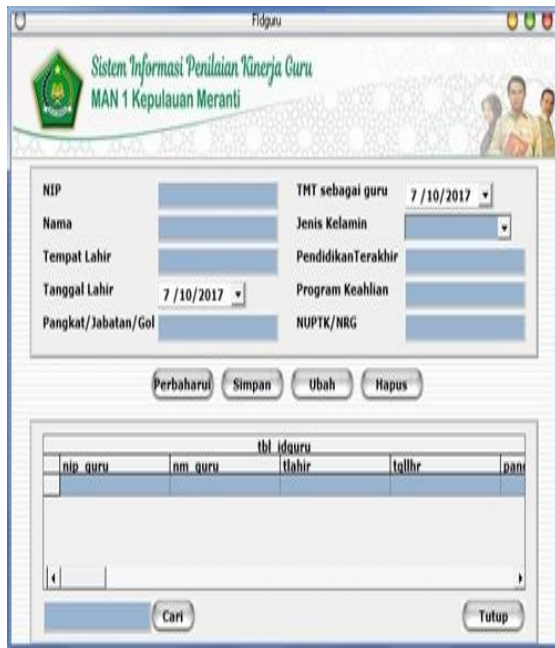 FIdguru
Sistem Informasi Penilaian Kinerja Guru
MAN 1 Kepulauan Meranti
NIP
TMT sebagai guru
7 /10/2017
Nama
Jenis Kelamin
Tempat Lahir
PendidikanTerakhir
Tanggal Lahir
7 /10/2017
Program Keahlian
Pangkat/Jabatan/Gol
NUPTK/NRG
Perbaharui Simpan Ubah Hapus
tbl_idguru
nip_guru nm_guru tlahir tgllhr pang
Cari Tutup